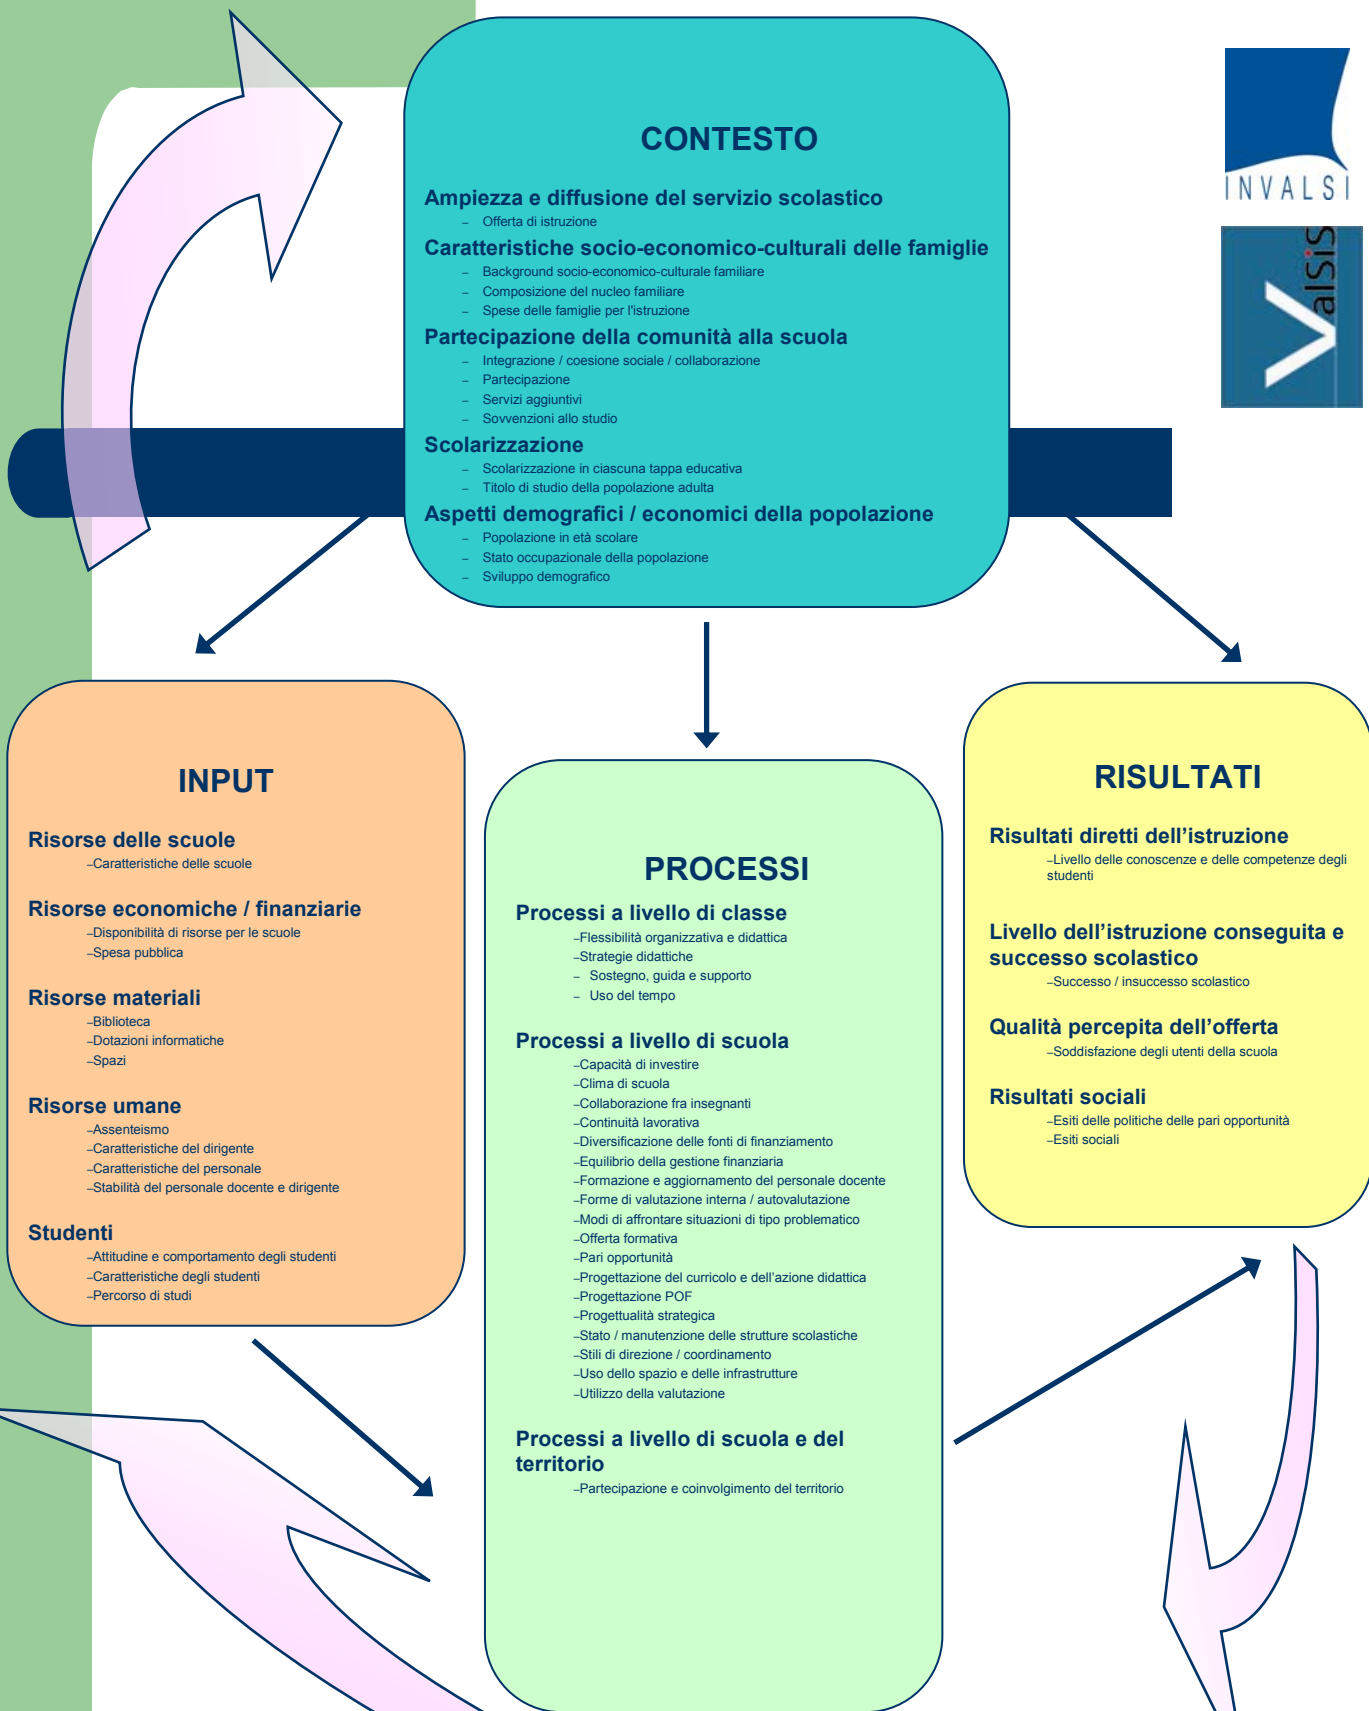 CONTESTO
Ampiezza e diffusione del servizio scolastico
– Offerta di istruzione
Caratteristiche socio-economico-culturali delle famiglie
– Background socio-economico-culturale familiare
– Composizione del nucleo familiare
– Spese delle famiglie per l'istruzione
Partecipazione della comunità alla scuola
– Integrazione / coesione sociale / collaborazione
– Partecipazione
– Servizi aggiuntivi
– Sovvenzioni allo studio
Scolarizzazione
– Scolarizzazione in ciascuna tappa educativa
– Titolo di studio della popolazione adulta
Aspetti demografici / economici della popolazione
– Popolazione in età scolare
– Stato occupazionale della popolazione
– Sviluppo demografico
INVALSI
ValSiS
INPUT
Risorse delle scuole
–Caratteristiche delle scuole
Risorse economiche / finanziarie
–Disponibilità di risorse per le scuole
–Spesa pubblica
Risorse materiali
–Biblioteca
–Dotazioni informatiche
–Spazi
Risorse umane
–Assenteismo
–Caratteristiche del dirigente
–Caratteristiche del personale
–Stabilità del personale docente e dirigente
Studenti
–Attitudine e comportamento degli studenti
–Caratteristiche degli studenti
–Percorso di studi
PROCESSI
Processi a livello di classe
–Flessibilità organizzativa e didattica
–Strategie didattiche
– Sostegno, guida e supporto
– Uso del tempo
Processi a livello di scuola
–Capacità di investire
–Clima di scuola
–Collaborazione fra insegnanti
–Continuità lavorativa
–Diversificazione delle fonti di finanziamento
–Equilibrio della gestione finanziaria
–Formazione e aggiornamento del personale docente
–Forme di valutazione interna / autovalutazione
–Modi di affrontare situazioni di tipo problematico
–Offerta formativa
–Pari opportunità
–Progettazione del curricolo e dell’azione didattica
–Progettazione POF
–Progettualità strategica
–Stato / manutenzione delle strutture scolastiche
–Stili di direzione / coordinamento
–Uso dello spazio e delle infrastrutture
–Utilizzo della valutazione
Processi a livello di scuola e del
territorio
–Partecipazione e coinvolgimento del territorio
RISULTATI
Risultati diretti dell’istruzione
–Livello delle conoscenze e delle competenze degli
studenti
Livello dell’istruzione conseguita e
successo scolastico
–Successo / insuccesso scolastico
Qualità percepita dell’offerta
–Soddisfazione degli utenti della scuola
Risultati sociali
–Esiti delle politiche delle pari opportunità
–Esiti sociali